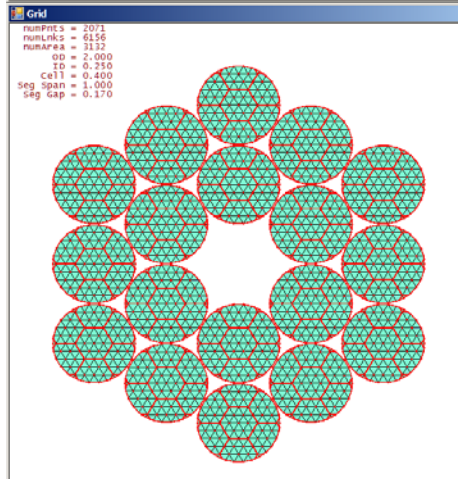 Grid
numPnts = 2071
numLnks = 6156
numArea = 3132
OD = 2.000
ID = 0.250
Cell = 0.400
Seg Span = 1.000
Seg Gap = 0.170